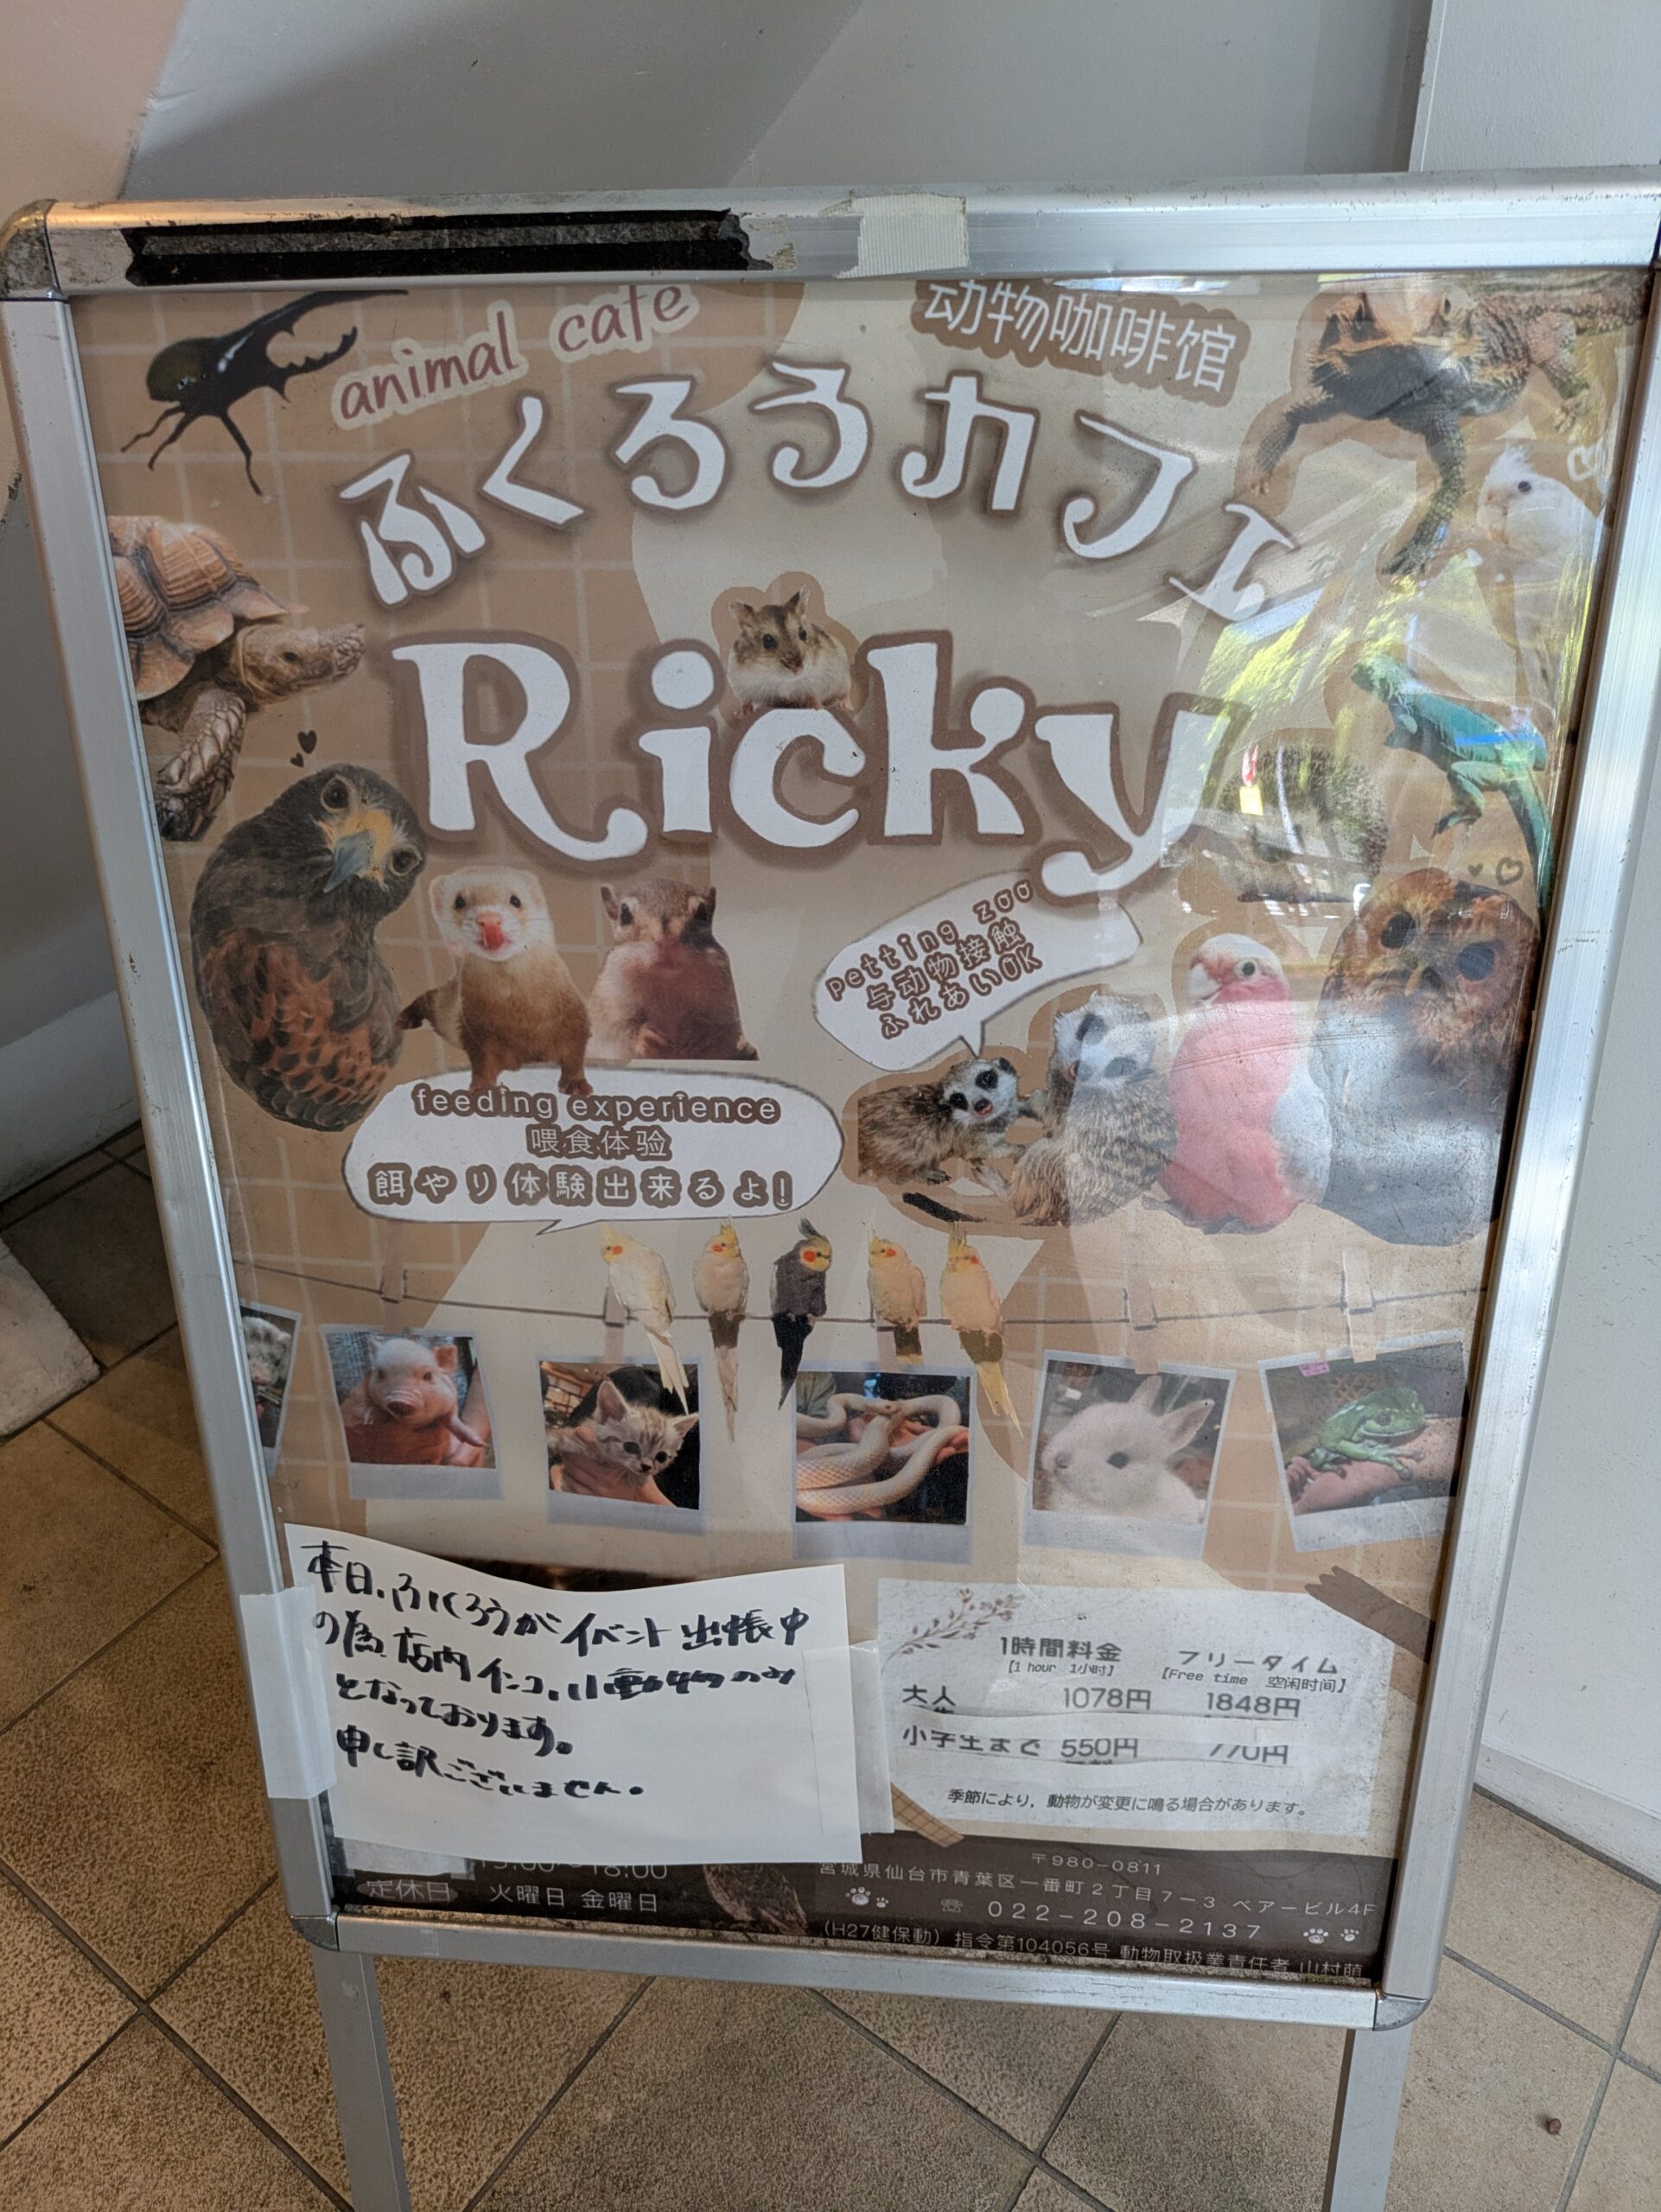 animal cafe
动物咖啡馆
ふくろうカフェ
Ricky
Petting zoo
与动物接触
ふれあいOK
feeding experience
喂食体验
餌やり体験出来るよ!
本日、ふくろうがイベント出帳中
の為店内インコ、小動物のみ
となっております。
申し訳ございません。
1時間料金 フリータイム
【1 hour 1小时】 【Free time 空闲时间】
大人 1078円 1848円
小学生まで 550円 770円
季節により，動物が変更に鳴る場合があります。
18:00
定休日 火曜日 金曜日
〒980-0811
宮城県仙台市青葉区一番町２丁目７－３ ベアービル4F
☏ 022-208-2137
（H27健保動）指令第104056号 動物取扱業責任者 山村萌